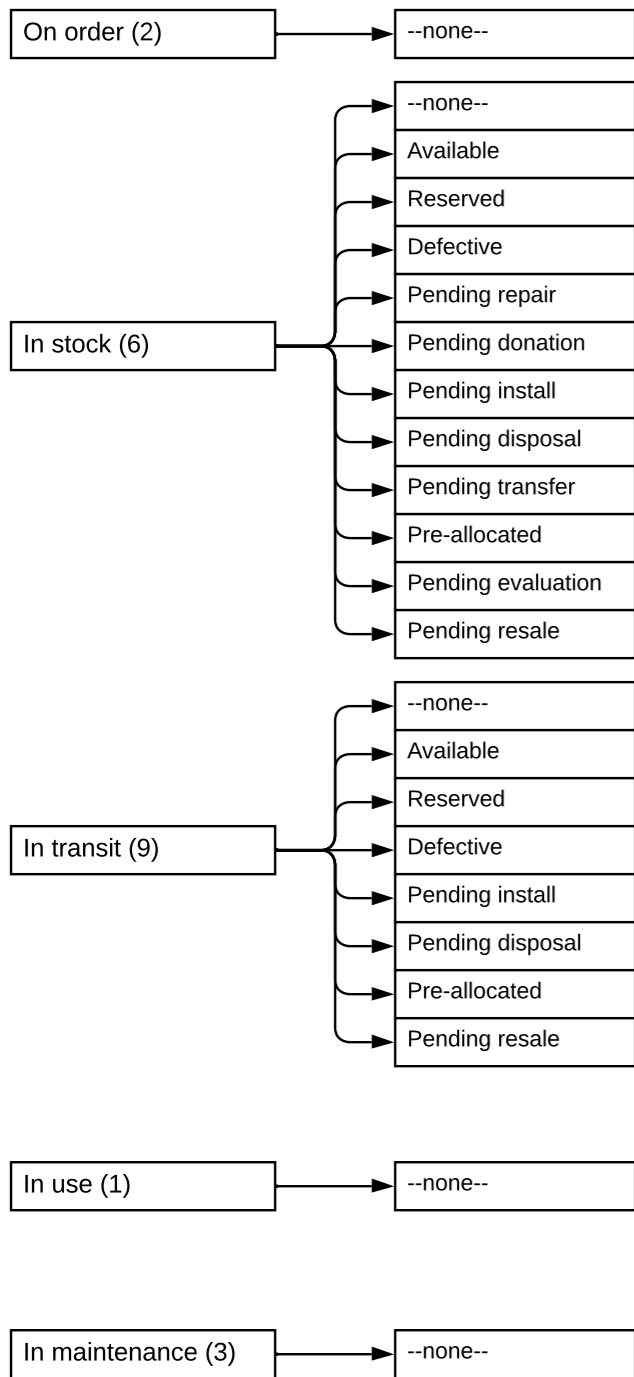 On order (2)
--none--
--none--
Available
Reserved
Defective
Pending repair
In stock (6)
Pending donation
Pending install
Pending disposal
Pending transfer
Pre-allocated
Pending evaluation
Pending resale
--none--
Available
Reserved
In transit (9)
Defective
Pending install
Pending disposal
Pre-allocated
Pending resale
In use (1)
--none--
In maintenance (3)
--none--